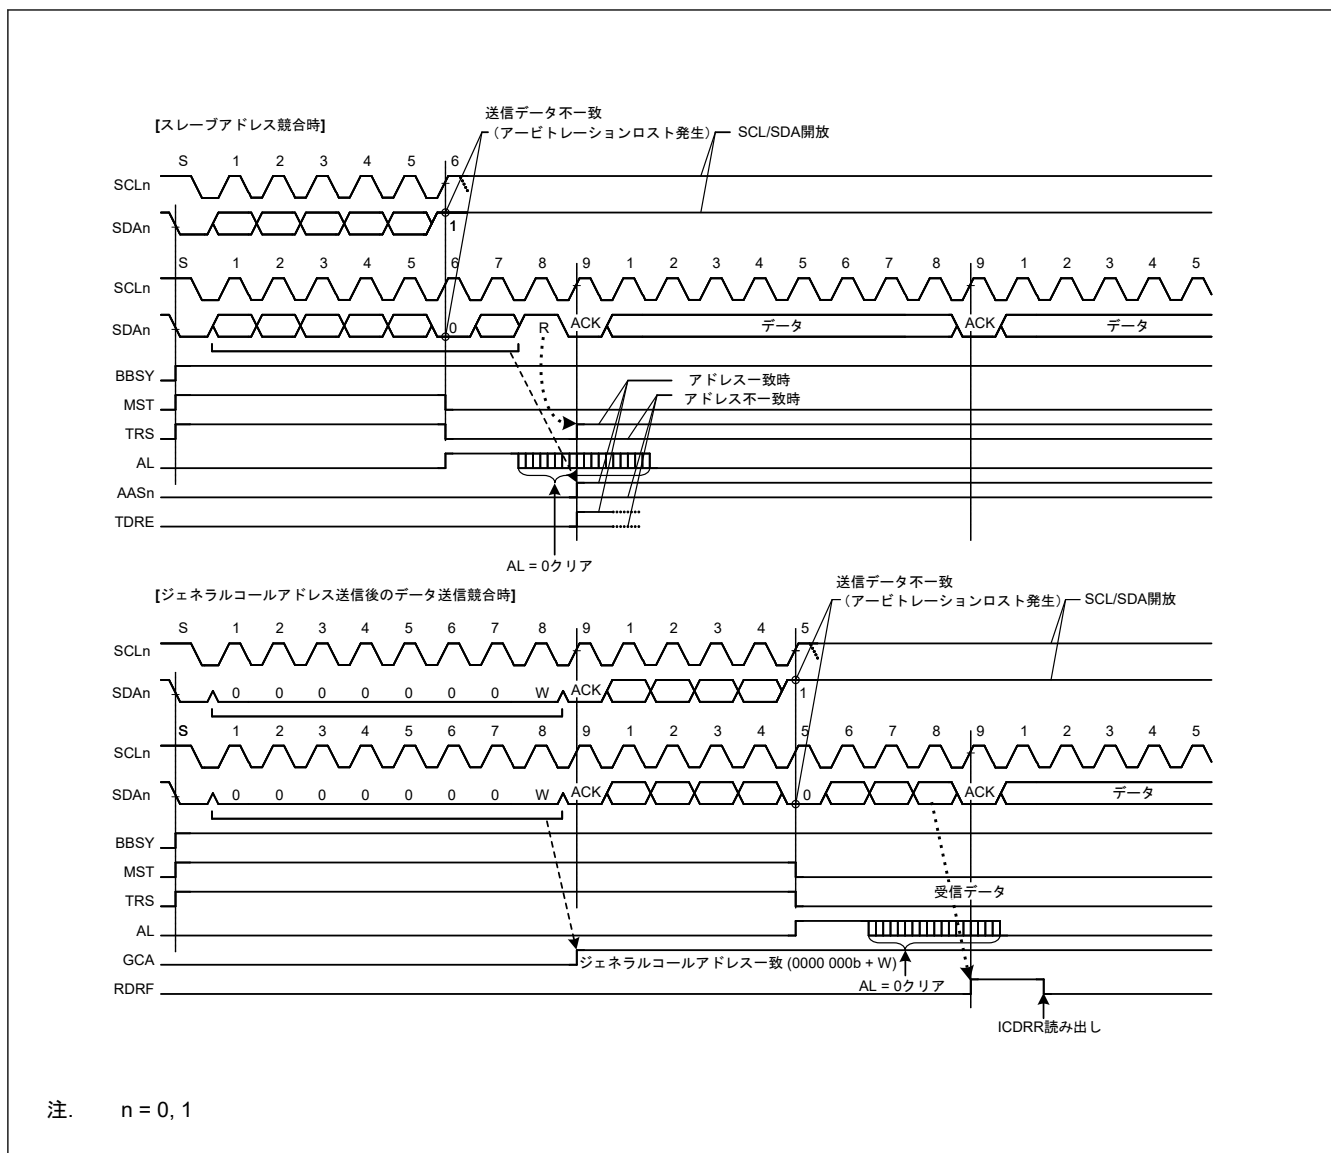 送信データ不一致
[スレーブアドレス競合時]
（アービトレーションロスト発生）
SCL/SDA開放
S 1 2 3 4 5 6
SCLn
SDAn 1
S 1 2 3 4 5 6 7 8 9 1 2 3 4 5 6 7 8 9 1 2 3 4 5
SCLn
SDAn 0 R ACK データ ACK データ
BBSY
アドレス一致時
MST
アドレス不一致時
TRS
AL
AASn
TDRE
AL = 0クリア
送信データ不一致
[ジェネラルコールアドレス送信後のデータ送信競合時]
（アービトレーションロスト発生）
SCL/SDA開放
S 1 2 3 4 5 6 7 8 9 1 2 3 4 5
SCLn
SDAn 0 0 0 0 0 0 0 W ACK 1
S 1 2 3 4 5 6 7 8 9 1 2 3 4 5 6 7 8 9 1 2 3 4 5
SCLn
SDAn 0 0 0 0 0 0 0 W ACK 0 ACK データ
BBSY
MST
TRS 受信データ
AL
GCA ジェネラルコールアドレス一致 (0000 000b + W)
RDRF AL = 0クリア
ICDRR読み出し
注. n = 0, 1